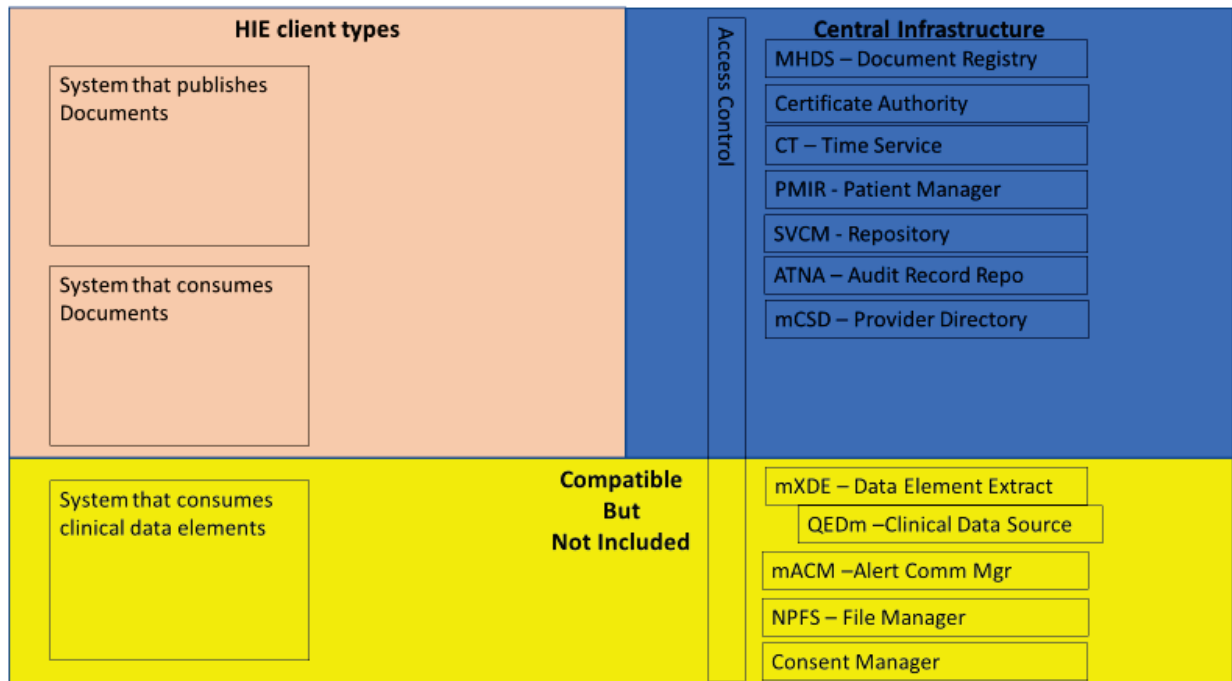 HIE client types
System that publishes
Documents
System that consumes
Documents
Access Control
Central Infrastructure
MHDS – Document Registry
Certificate Authority
CT – Time Service
PMIR - Patient Manager
SVCM - Repository
ATNA – Audit Record Repo
mCSD – Provider Directory
System that consumes
clinical data elements
Compatible
But
Not Included
mXDE – Data Element Extract
QEDm –Clinical Data Source
mACM –Alert Comm Mgr
NPFS – File Manager
Consent Manager